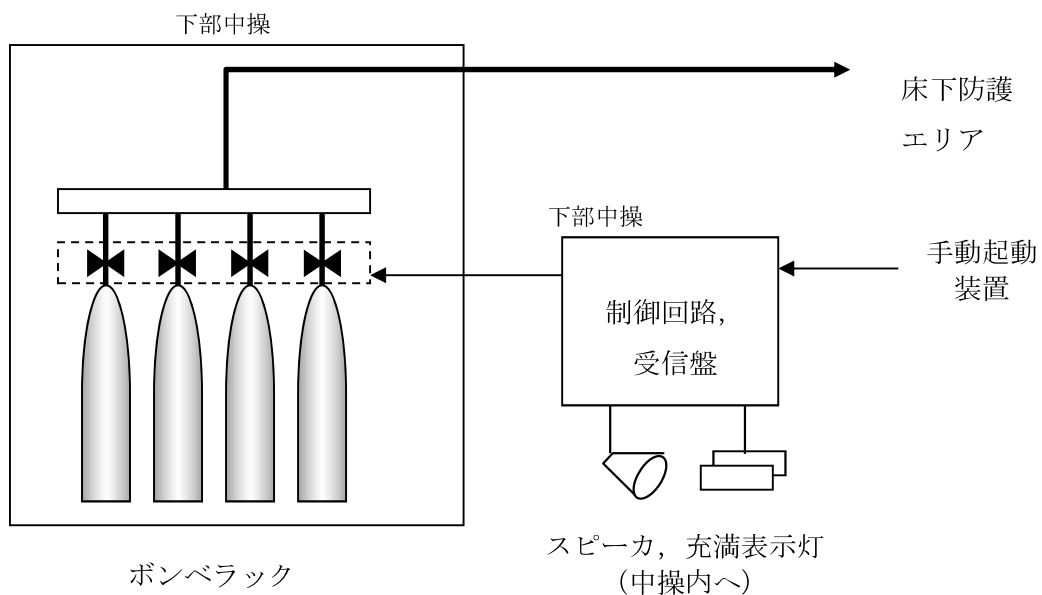 下部中操
床下防護
エリア
下部中操
手動起動
装置
制御回路，
受信盤
スピーカ，充満表示灯
（中操内へ）
ボンベラック